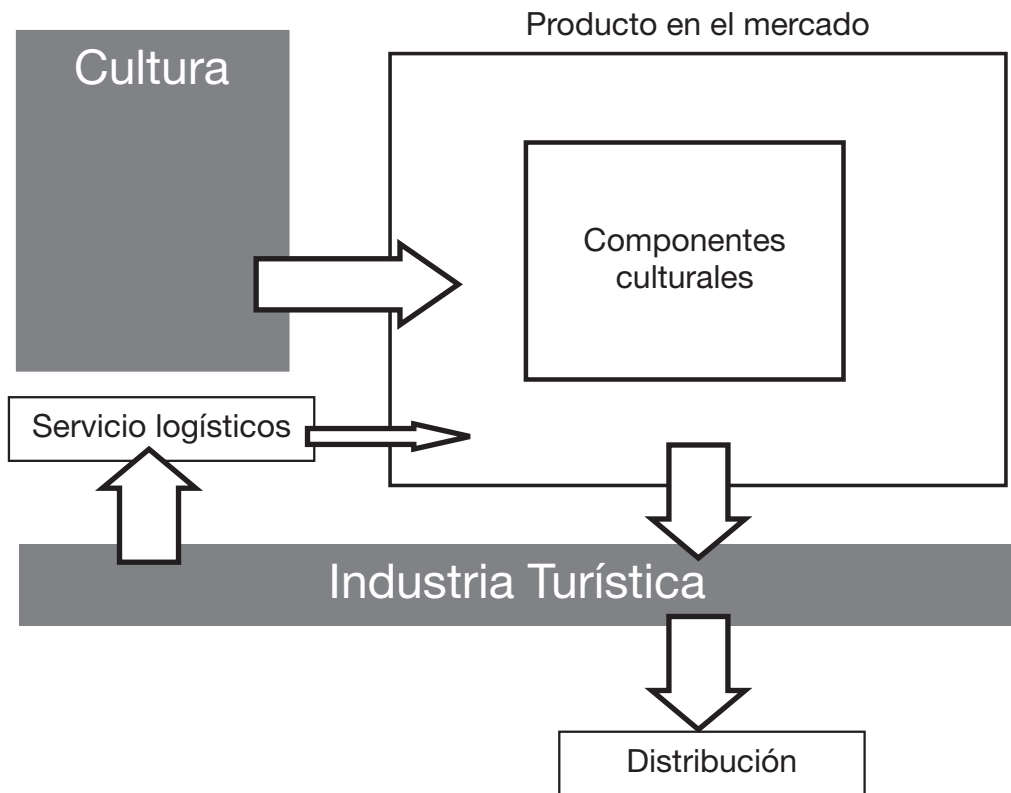 Producto en el mercado
Cultura
Componentes
culturales
Servicio logísticos
Industria Turística
Distribución